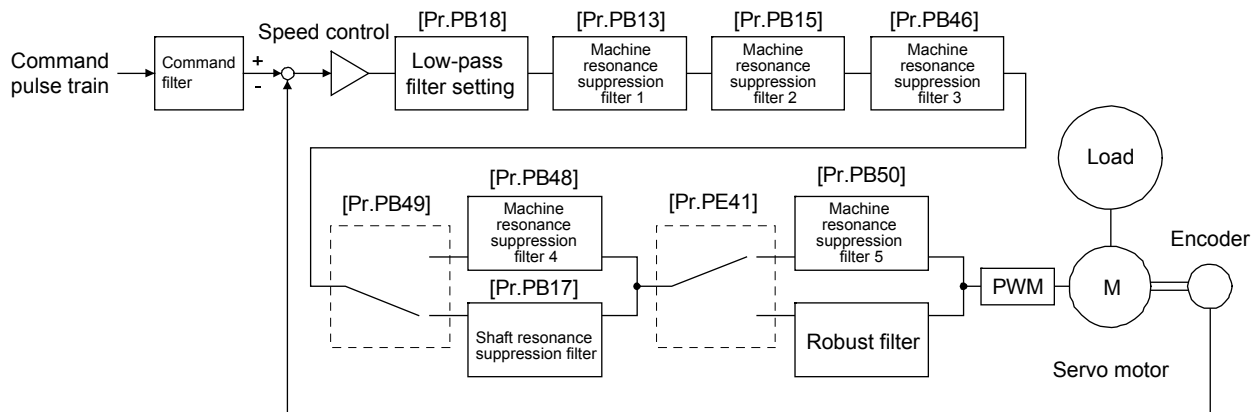 [Pr.PB18]
[Pr.PB13]
[Pr.PB15]
[Pr.PB46]
Speed control
Command
pulse train
Command
filter
+
-
Low-pass
filter setting
Machine
resonance
suppression
filter 1
Machine
resonance
suppression
filter 2
Machine
resonance
suppression
filter 3
Load
[Pr.PB49]
[Pr.PB48]
Machine
resonance
suppression
filter 4
[Pr.PB17]
Shaft resonance
suppression filter
[Pr.PE41]
[Pr.PB50]
Machine
resonance
suppression
filter 5
Robust filter
PWM
M
Encoder
Servo motor